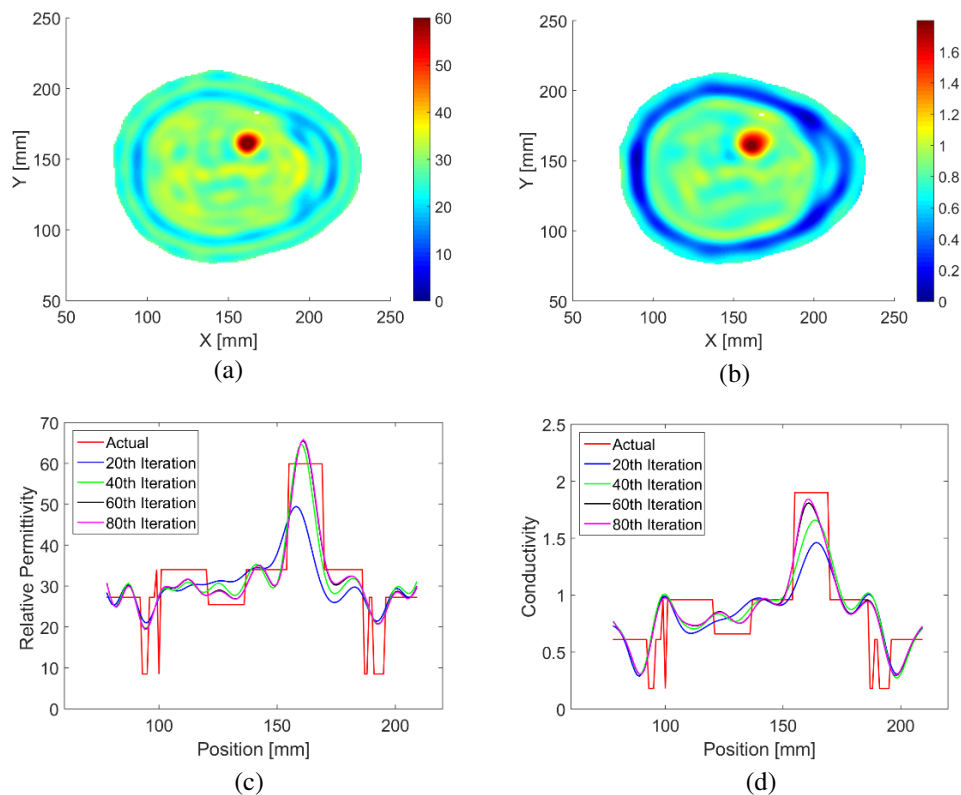 250
200
150
100
50
50
100
150
200
250
Y [mm]
X [mm]
60
50
40
30
20
10
0
(a)
250
200
150
100
50
50
100
150
200
250
Y [mm]
X [mm]
1.6
1.4
1.2
1
0.8
0.6
0.4
0.2
0
(b)
70
60
50
40
30
20
10
0
100
150
200
Relative Permittivity
Position [mm]
Actual
20th Iteration
40th Iteration
60th Iteration
80th Iteration
(c)
2.5
2
1.5
1
0.5
0
100
150
200
Conductivity
Position [mm]
Actual
20th Iteration
40th Iteration
60th Iteration
80th Iteration
(d)